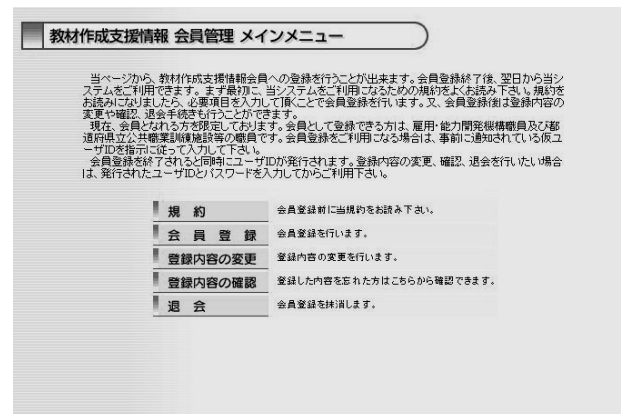 教材作成支援情報 会員管理 メインメニュー
当ページから、教材作成支援情報会員への登録を行うことが出来ます。会員登録終了後、翌日から当シ
ステムをご利用できます。まず最初に、当システムをご利用になるための規約をよくお読み下さい。規約を
お読みになりましたら、必要項目を入力して頂くことで会員登録を行います。又、会員登録後は登録内容の
変更や確認、退会手続きも行うことができます。
現在、会員となれる方を限定しております。会員として登録できる方は、雇用・能力開発機構職員及び都
道府県立公共職業訓練施設等の職員です。会員登録をご利用になる場合は、事前に通知されている仮ユ
ーザIDを指示に従って入力して下さい。
会員登録を終了されると同時にユーザIDが発行されます。登録内容の変更、確認、退会を行いたい場合
は、発行されたユーザIDとパスワードを入力してからご利用下さい。
規 約 会員登録前に当規約をお読み下さい。
会 員 登 録 会員登録を行います。
登録内容の変更 登録内容の変更を行います。
登録内容の確認 登録した内容を忘れた方はこちらから確認できます。
退 会 会員登録を抹消します。